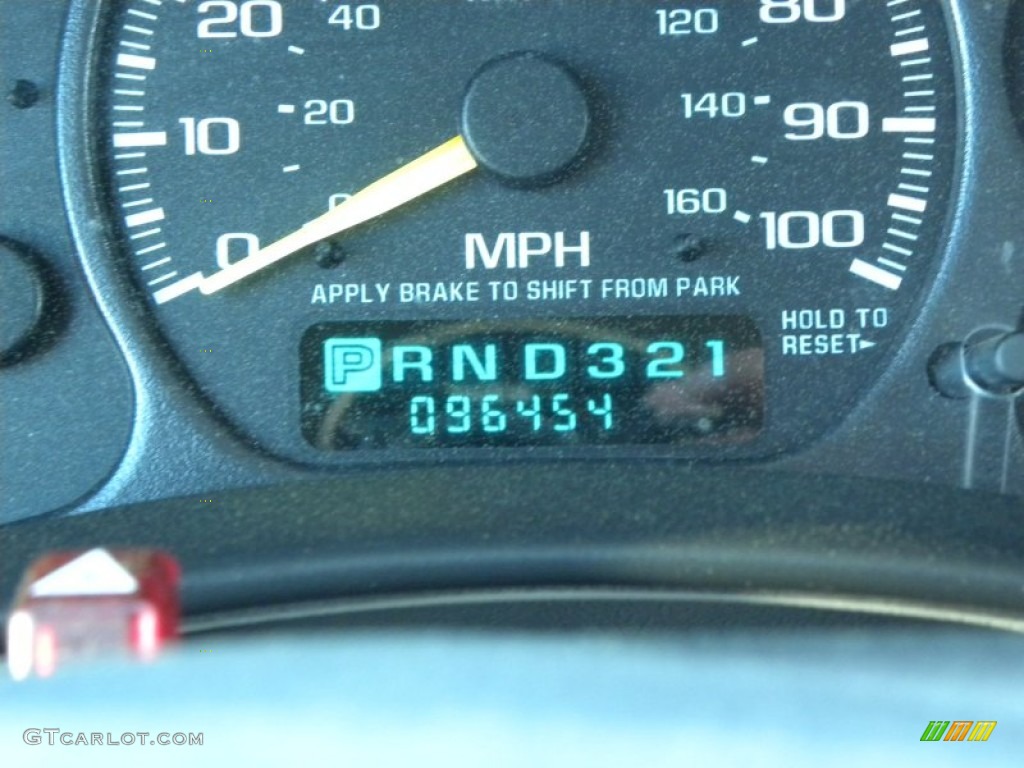 20 40 120 80
10 20 140 90
0 0 160 100
MPH
APPLY BRAKE TO SHIFT FROM PARK
HOLD TO
RESET
PRND321
096454
GTCARLOT.COM